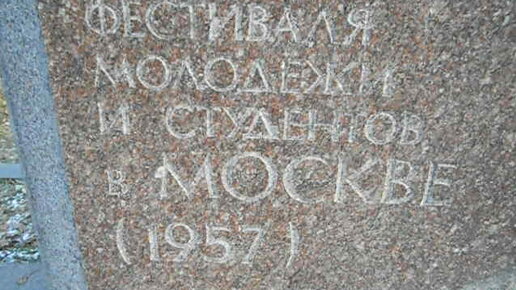 ФЕСТИВАЛЯ
МОЛОДЕЖИ
И СТУДЕНТОВ
В МОСКВЕ
(1957)